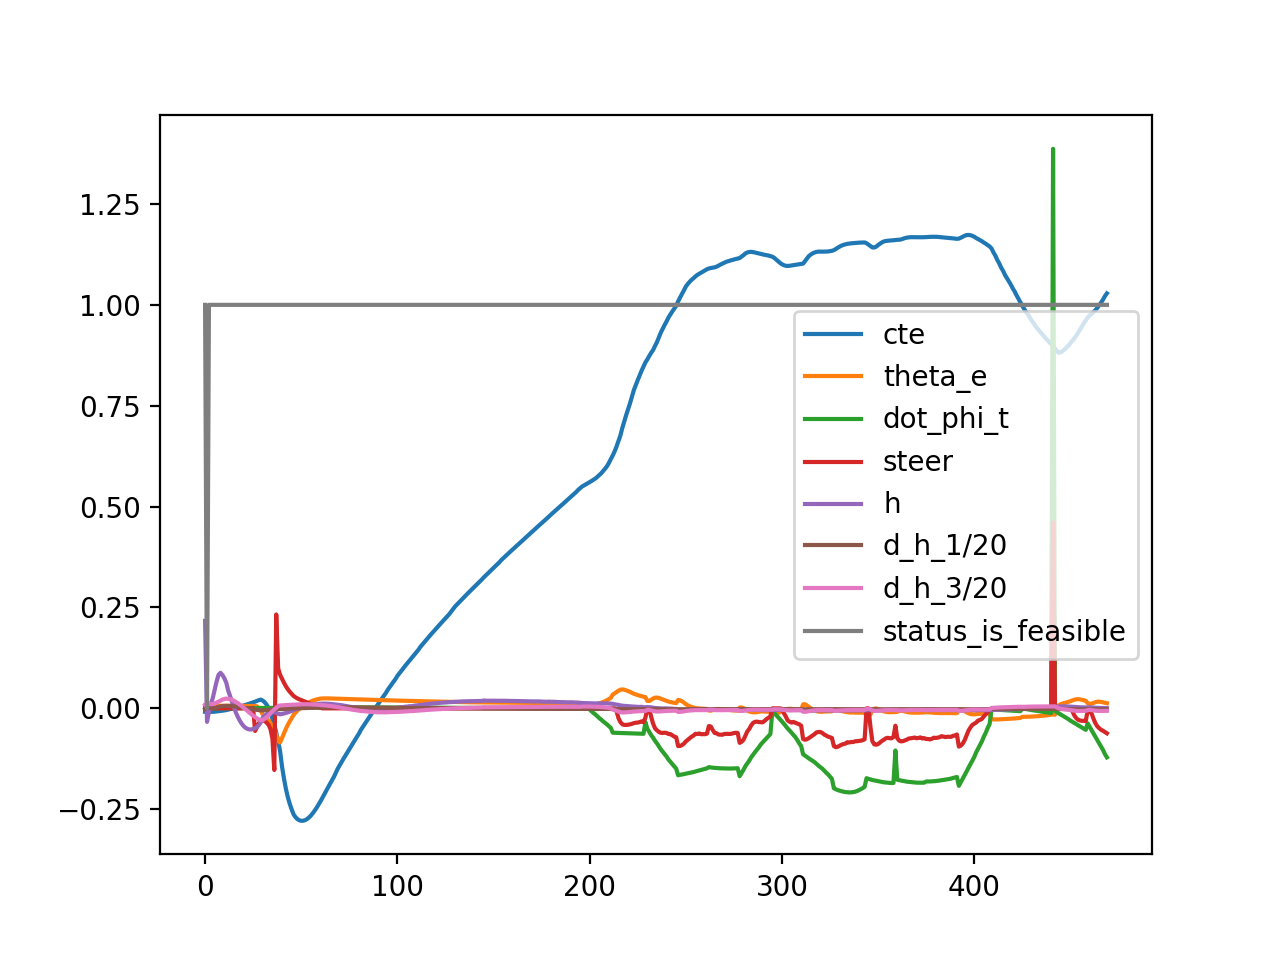 1.25
1.00
0.75
0.50
0.25
0.00
−0.25
0
100
200
300
400
cte
theta_e
dot_phi_t
steer
h
d_h_1/20
d_h_3/20
status_is_feasible